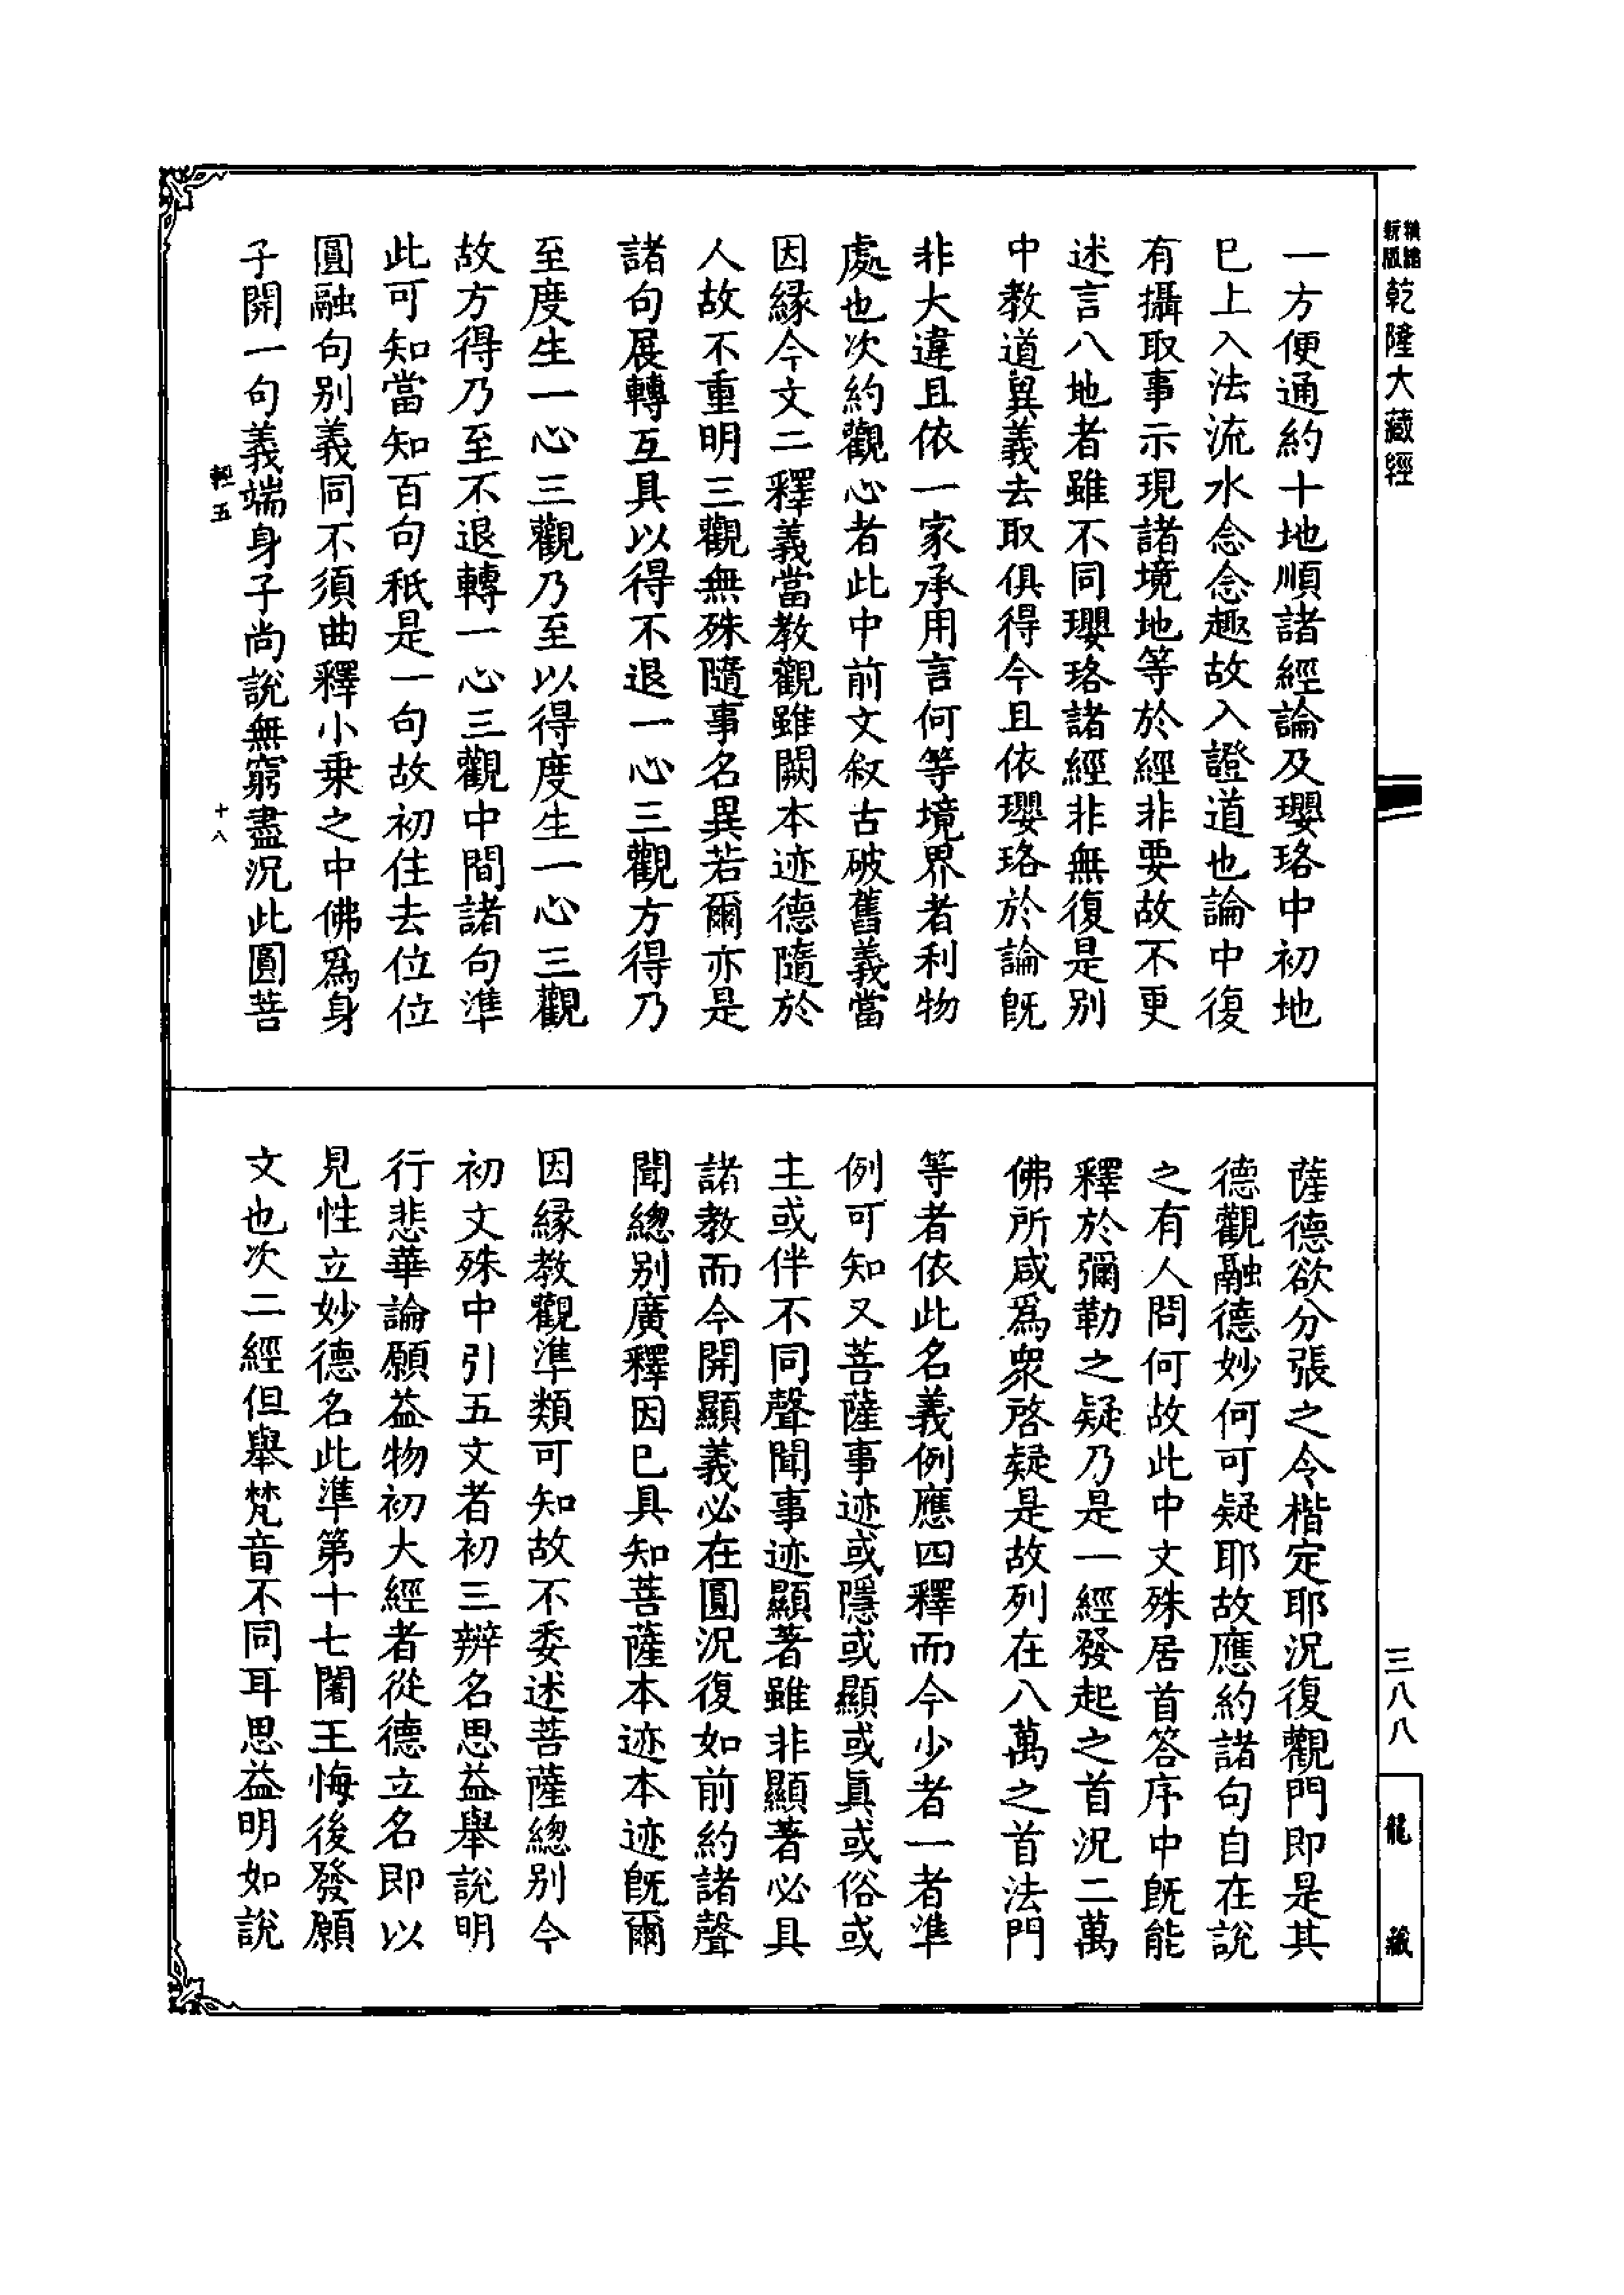 新版
精縮
乾隆大藏經
一方便通約十地順諸經論及瓔珞中初地
巳上入法流水念念趣故入證道也論中復
有攝取事示現諸境地等於經非要故不更
述言八地者雖不同瓔珞諸經非無復是別
中教道異義去取俱得今且依瓔珞於論旣
非大違且依一家承用言何等境界者利物
處也次約觀心者此中前文敘古破舊義當
因緣今文二釋義當教觀雖闕本迹德隨於
人故不重明三觀無殊隨事名異若爾亦是
諸句展轉互具以得不退一心三觀方得乃
至度生一心三觀乃至以得度生一心三觀
故方得乃至不退轉一心三觀中間諸句準
此可知當知百句秖是一句故初住去位位
圓融句別義同不須曲釋小乘之中佛爲身
子開一句義端身子尚說無窮盡況此圓菩
輕五
十八
薩德欲分張之令楷定耶況復觀門即是其
德觀融德妙何可疑耶故應約諸句自在說
之有人問何故此中文殊居首答序中旣能
釋於彌勒之疑乃是一經發起之首況二萬
佛所咸爲衆啓疑是故列在八萬之首法門
等者依此名義例應四釋而今少者一者準
例可知又菩薩事迹或隱或顯或眞或俗或
主或伴不同聲聞事迹顯著雖非顯著必具
諸教而今開顯義必在圓況復如前約諸聲
聞緫別廣釋因巳具知菩薩本迹本迹旣爾
因緣教觀準類可知故不委述菩薩緫別今
初文殊中引五文者初三辨名思益舉說明
行悲華論願益物初大經者從德立名即以
見性立妙德名此準第十七闍王悔後發願
文也次二經但舉梵音不同耳思益明如說
三八八
龍藏